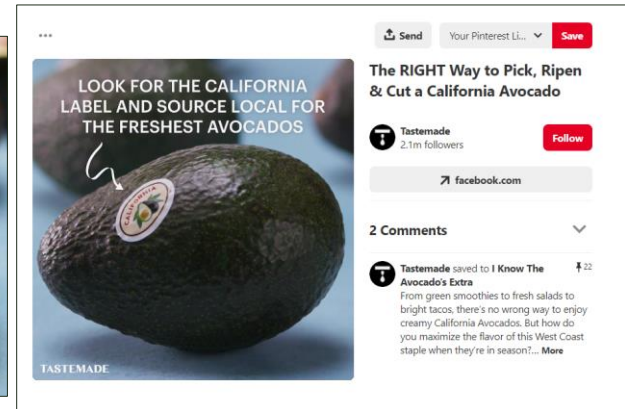 Send
Your Pinterest Li...
Save
LOOK FOR THE CALIFORNIA
LABEL AND SOURCE LOCAL FOR
THE FRESHEST AVOCADOS
CALIFORNIA
TASTEMADE
The RIGHT Way to Pick, Ripen
& Cut a California Avocado
Tastemade
2.1m followers
Follow
facebook.com
2 Comments
Tastemade saved to I Know The
Avocado's Extra
22
From green smoothies to fresh salads to
bright tacos, there's no wrong way to enjoy
creamy California Avocados. But how do
you maximize the flavor of this West Coast
staple when they're in season?... More